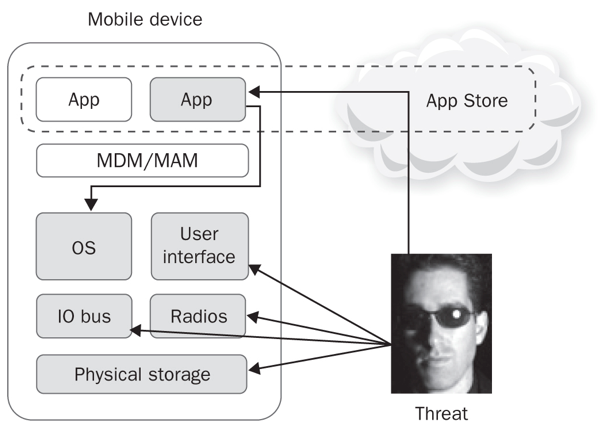 Mobile device
App
App
App Store
MDM/MAM
OS
User
interface
IO bus
Radios
Physical storage
Threat